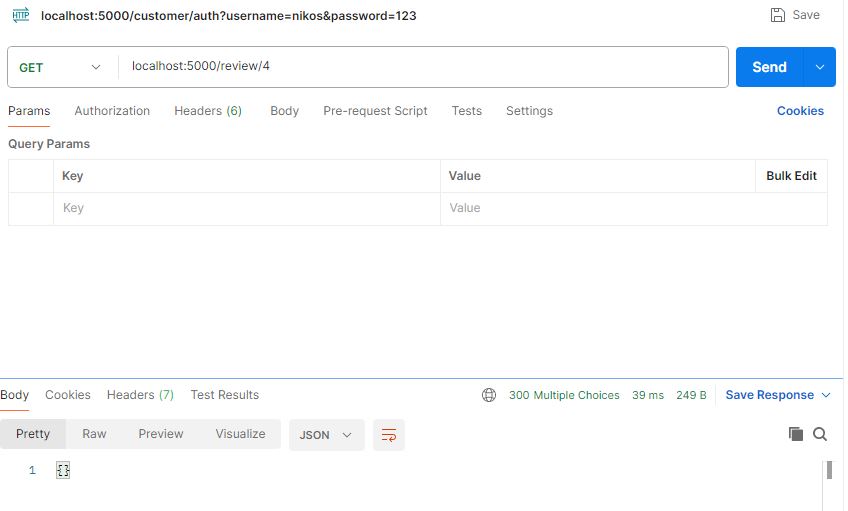 HTTP localhost:5000/customer/auth?username=nikos&password=123 Save
GET localhost:5000/review/4 Send
Params Authorization Headers (6) Body Pre-request Script Tests Settings Cookies
Query Params
Key Value Bulk Edit
Key Value
Body Cookies Headers (7) Test Results 300 Multiple Choices 39 ms 249 B Save Response
Pretty Raw Preview Visualize JSON
1 {}